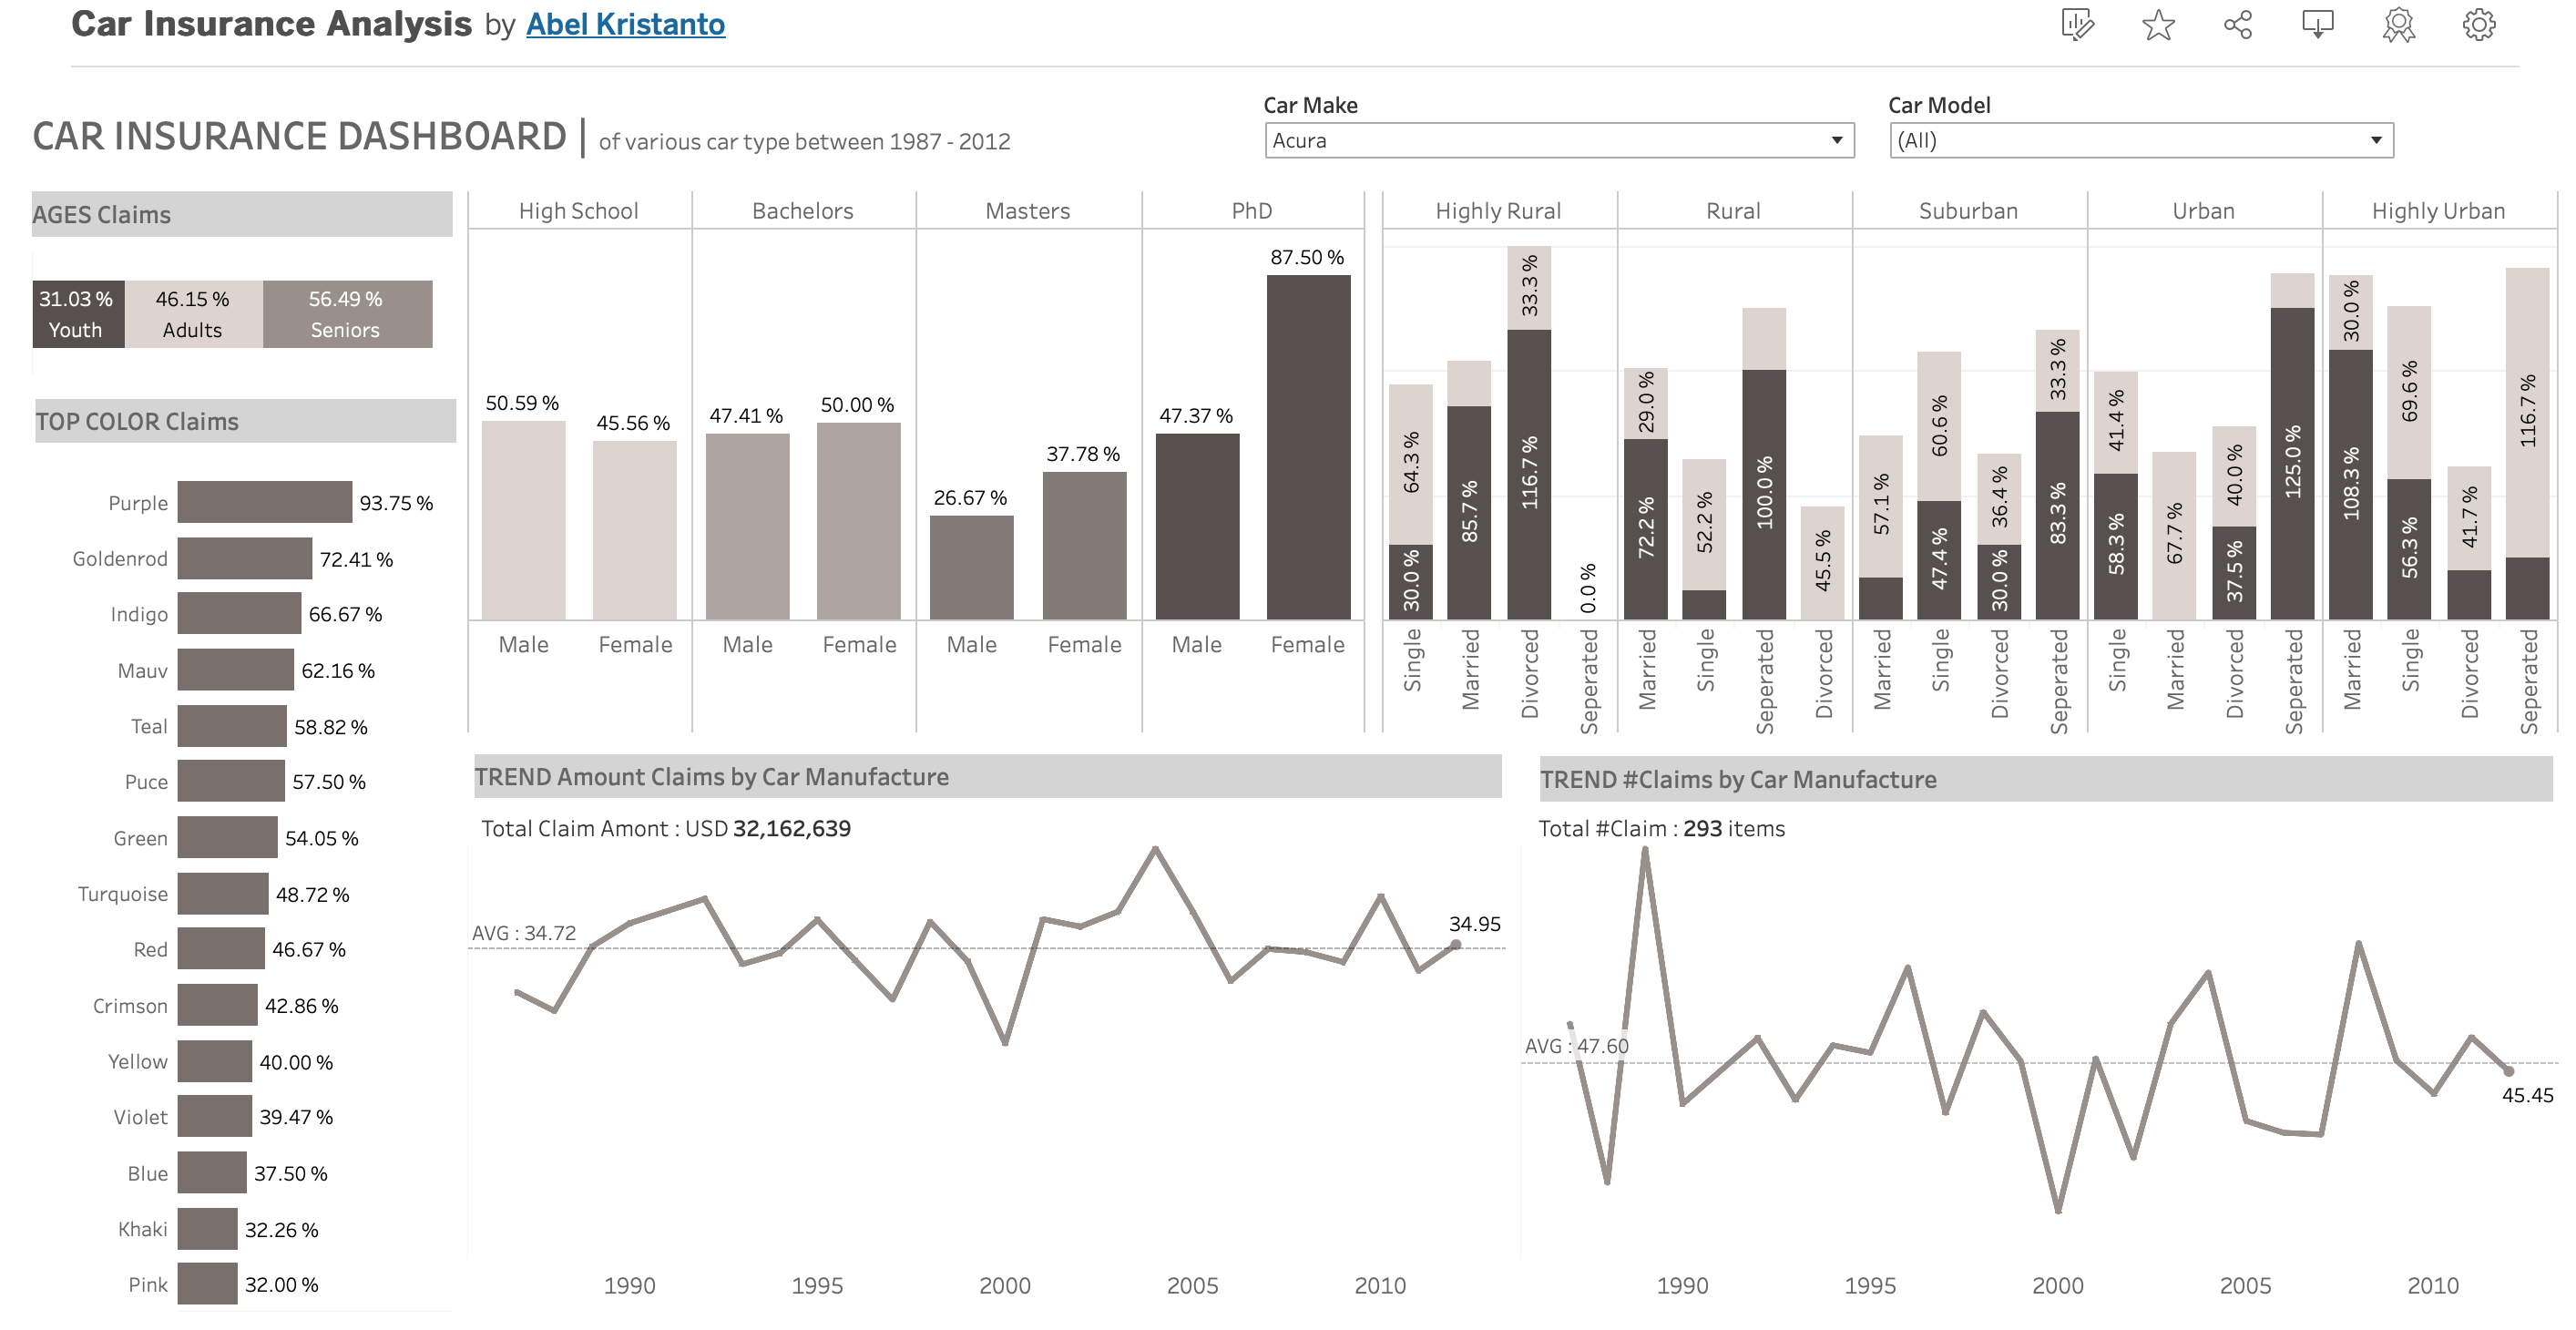 Car Insurance Analysis by Abel Kristanto
CAR INSURANCE DASHBOARD | of various car type between 1987 - 2012
Car Make
Acura
Car Model
(All)
AGES Claims
31.03 % 46.15 % 56.49 %
Youth Adults Seniors
TOP COLOR Claims
Purple 93.75 %
Goldenrod 72.41 %
Indigo 66.67 %
Mauv 62.16 %
Teal 58.82 %
Puce 57.50 %
Green 54.05 %
Turquoise 48.72 %
Red 46.67 %
Crimson 42.86 %
Yellow 40.00 %
Violet 39.47 %
Blue 37.50 %
Khaki 32.26 %
Pink 32.00 %
High School Bachelors Masters PhD
50.59 % 45.56 % 47.41 % 50.00 % 26.67 % 37.78 % 47.37 % 87.50 %
Male Female Male Female Male Female Male Female
Highly Rural Rural Suburban Urban Highly Urban
64.3 % 33.3 % 29.0 % 52.2 % 45.5 % 57.1 % 60.6 % 36.4 % 33.3 % 41.4 % 67.7 % 40.0 % 30.0 % 69.6 % 41.7 % 116.7 %
30.0 % 85.7 % 116.7 % 0.0 % 72.2 % 100.0 % 47.4 % 30.0 % 83.3 % 58.3 % 37.5 % 125.0 % 108.3 % 56.3 %
Single Married Divorced Seperated Married Single Seperated Divorced Married Single Divorced Seperated Single Married Divorced Seperated Married Single Divorced Seperated
TREND Amount Claims by Car Manufacture
Total Claim Amont : USD 32,162,639
AVG : 34.72
34.95
1990 1995 2000 2005 2010
TREND #Claims by Car Manufacture
Total #Claim : 293 items
AVG : 47.60
45.45
1990 1995 2000 2005 2010